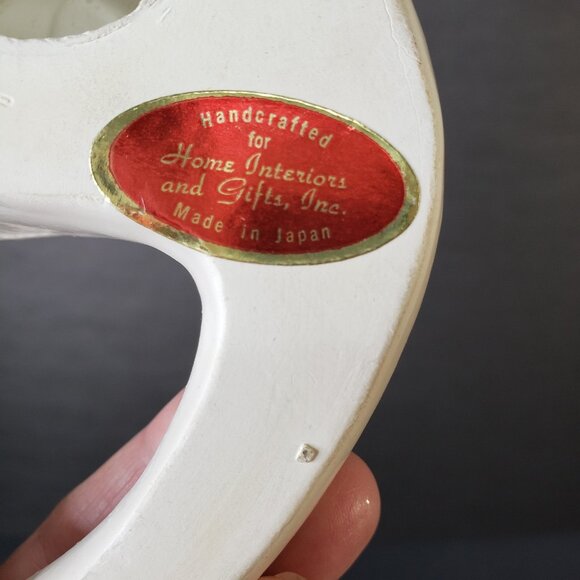 Handcrafted
for
Home Interiors
and Gifts, Inc.
Made in Japan